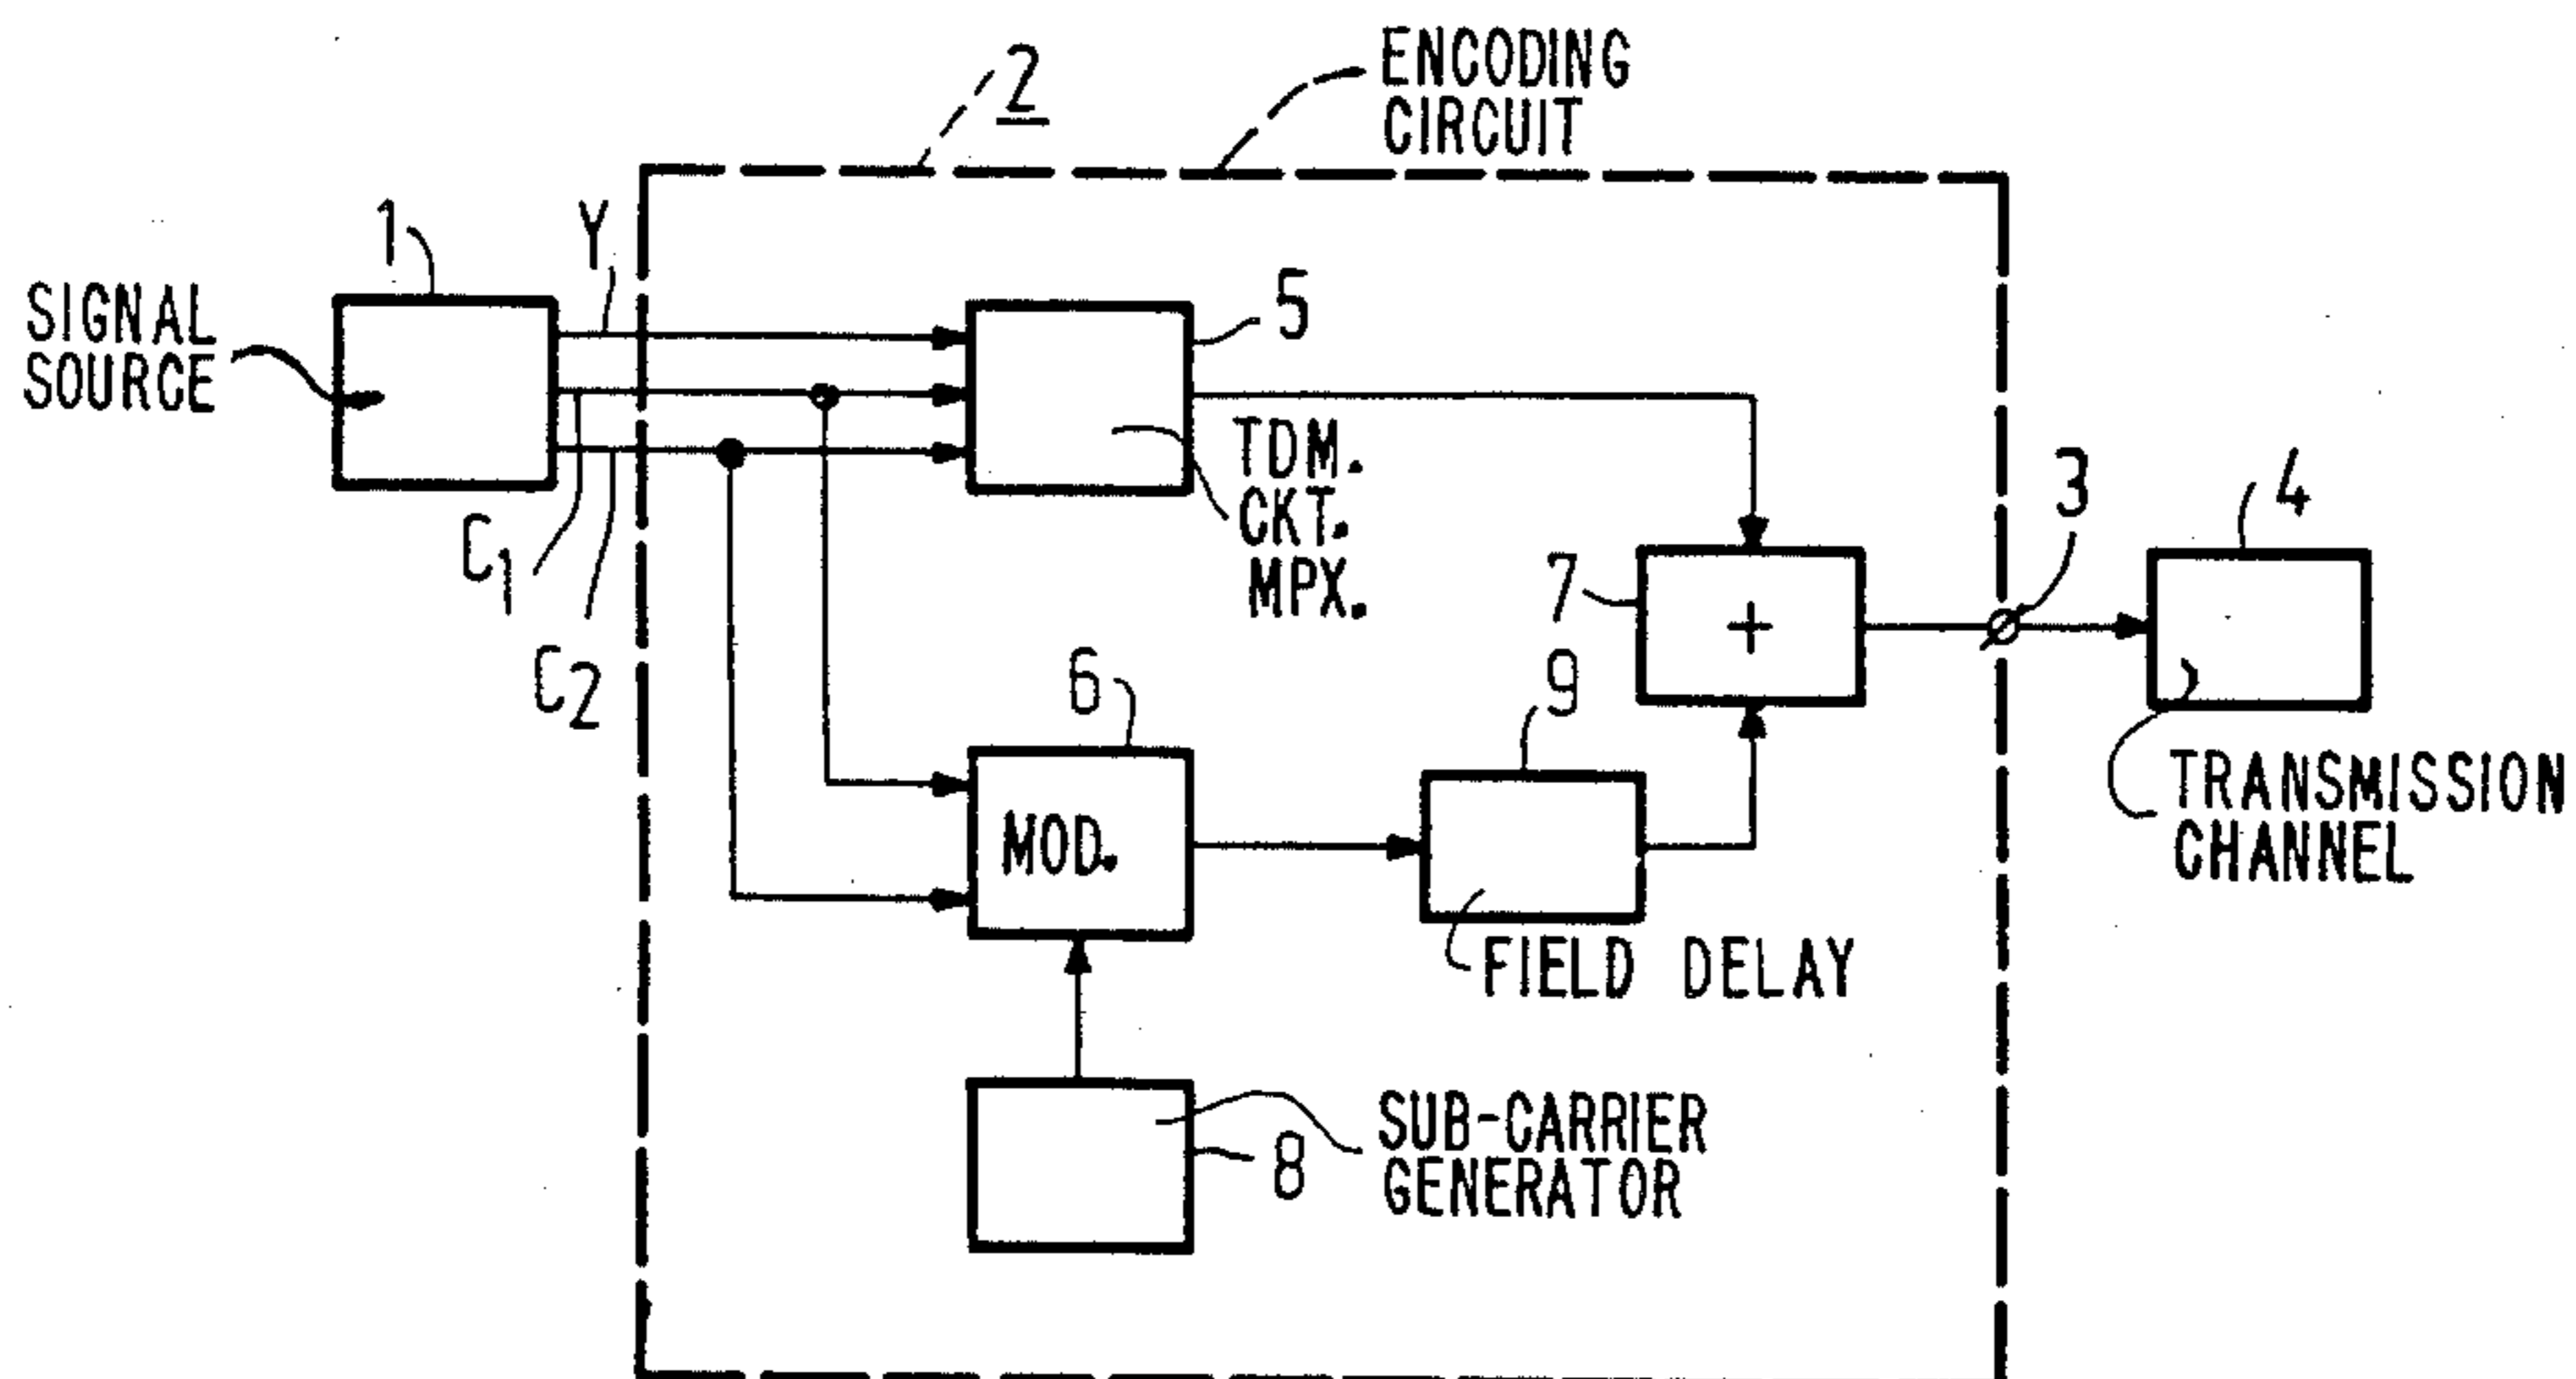 2
ENCODING
CIRCUIT
1
Y
SIGNAL
SOURCE
5
TDM.
CKT.
MPX.
C1
C2
3
4
7
+
6
9
MOD.
TRANSMISSION
CHANNEL
FIELD DELAY
8
SUB-CARRIER
GENERATOR